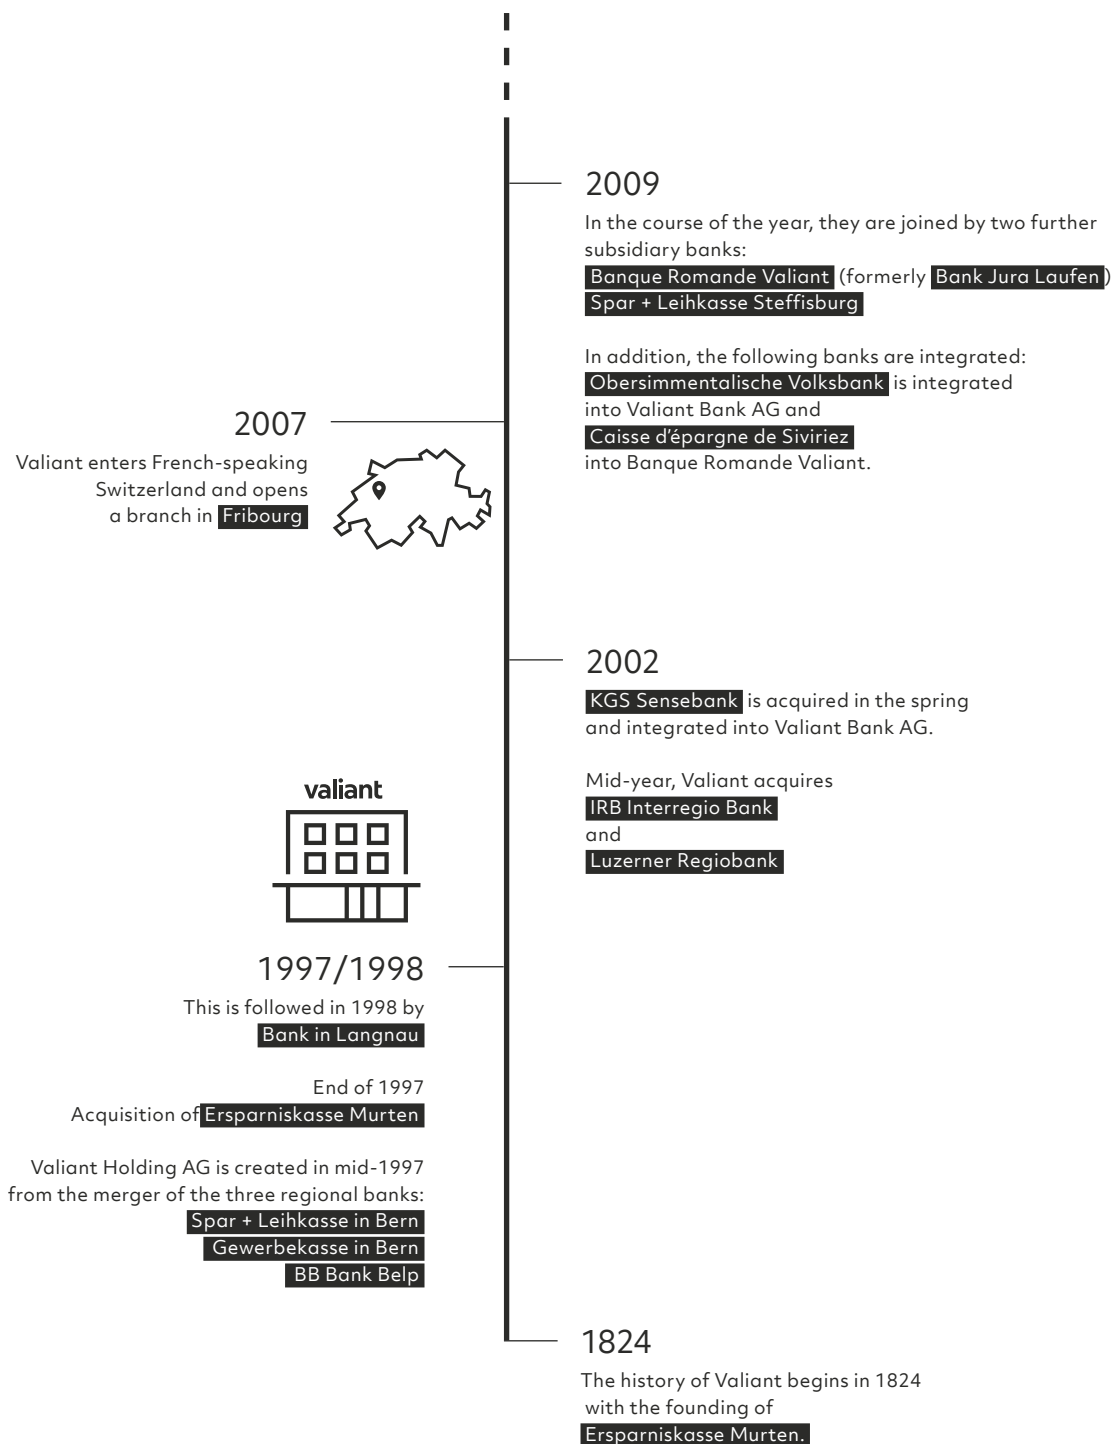 2009
In the course of the year, they are joined by two further
subsidiary banks:
Banque Romande Valiant (formerly Bank Jura Laufen)
Spar + Leihkasse Steffisburg
In addition, the following banks are integrated:
Obersimmentalische Volksbank is integrated
into Valiant Bank AG and
Caisse d'épargne de Siviriez
into Banque Romande Valiant.
2007
Valiant enters French-speaking
Switzerland and opens
a branch in Fribourg
2002
KGS Sensebank is acquired in the spring
and integrated into Valiant Bank AG.
Mid-year, Valiant acquires
IRB Interregio Bank
and
Luzerner Regiobank
valiant
1997/1998
This is followed in 1998 by
Bank in Langnau
End of 1997
Acquisition of Ersparniskasse Murten
Valiant Holding AG is created in mid-1997
from the merger of the three regional banks:
Spar + Leihkasse in Bern
Gewerbekasse in Bern
BB Bank Belp
1824
The history of Valiant begins in 1824
with the founding of
Ersparniskasse Murten.